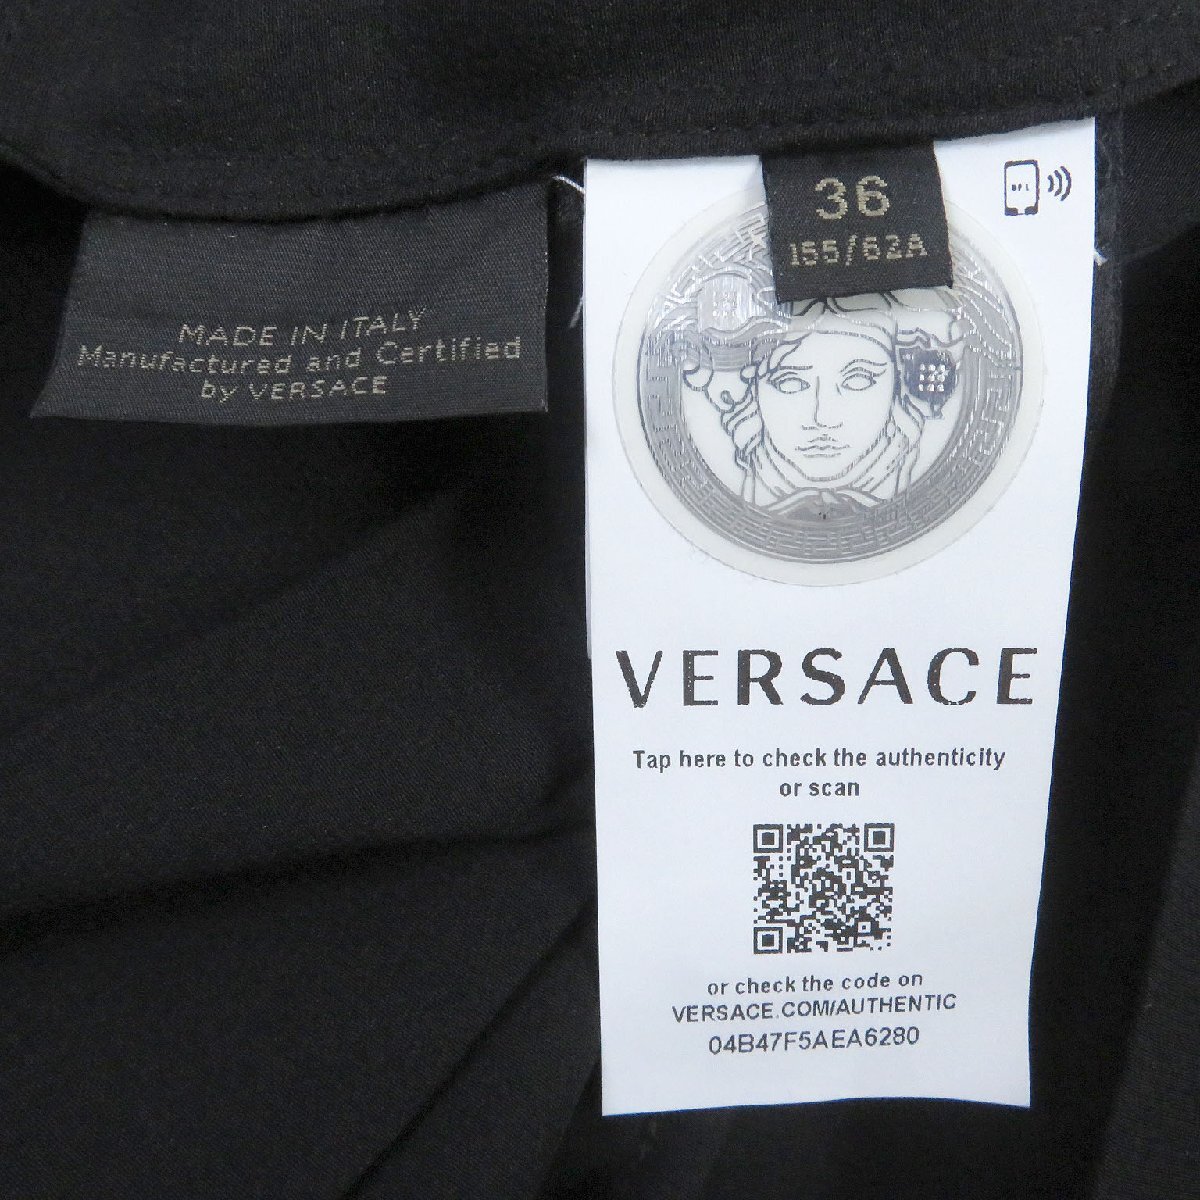 MADE IN ITALY
Manufactured and Certified
by VERSACE
36
155/62A
VERSACE
Tap here to check the authenticity
or scan
or check the code on
VERSACE.COM/AUTHENTIC
04B47F5AEA6280